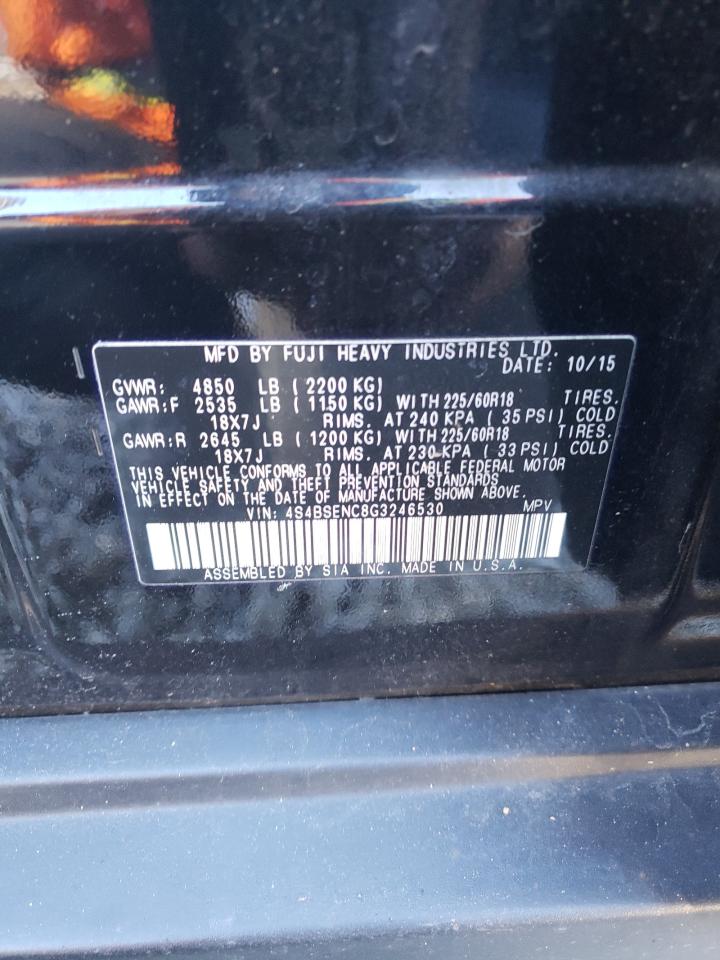 MFD BY FUJI HEAVY INDUSTRIES LTD.
DATE: 10/15
GVWR: 4850 LB (2200 KG)
GAWR:F 2535 LB (1150 KG) WITH 225/60R18 TIRES.
18X7J RIMS. AT 240 KPA (35 PSI) COLD
GAWR:R 2645 LB (1200 KG) WITH 225/60R18 TIRES.
18X7J RIMS. AT 230 KPA (33 PSI) COLD
THIS VEHICLE CONFORMS TO ALL APPLICABLE FEDERAL MOTOR
VEHICLE SAFETY AND THEFT PREVENTION STANDARDS
IN EFFECT ON THE DATE OF MANUFACTURE SHOWN ABOVE.
VIN: 4S4BSENC8G3246530 MPV
ASSEMBLED BY SIA INC. MADE IN U.S.A.